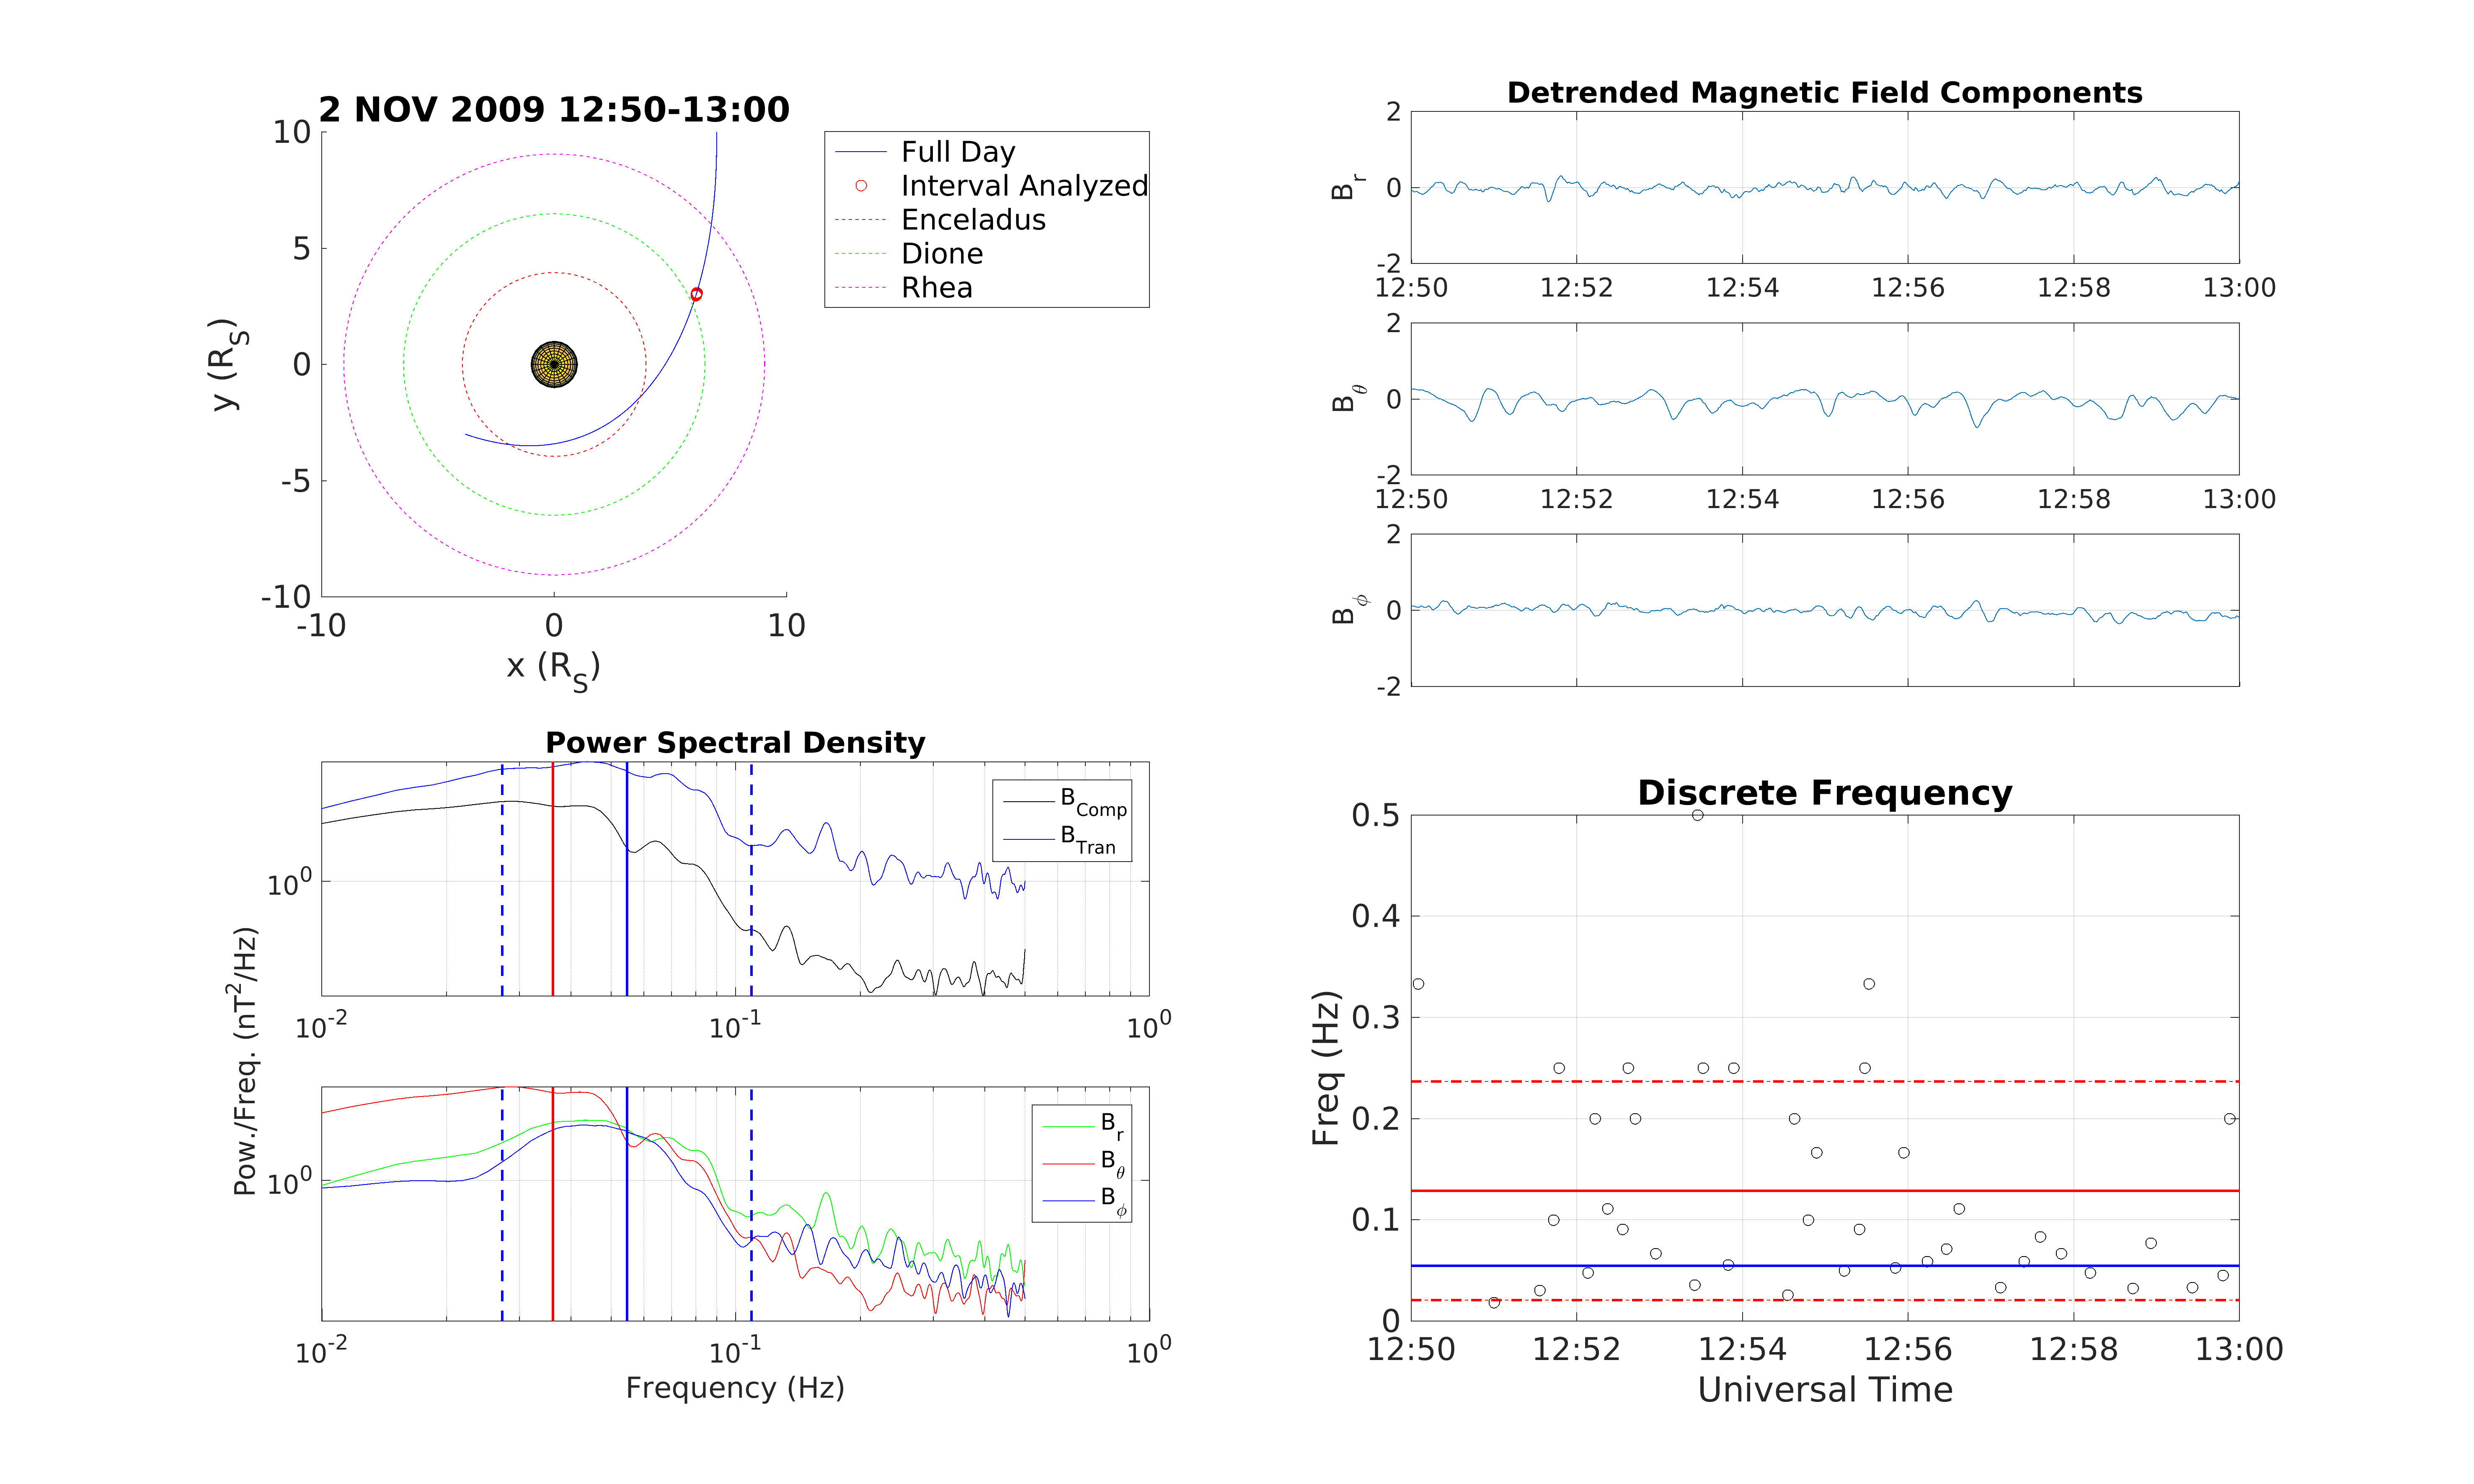 2 NOV 2009 12:50-13:00
10
5
0
-5
-10
-10 0 10
y (R_S)
x (R_S)
Full Day
Interval Analyzed
Enceladus
Dione
Rhea
Detrended Magnetic Field Components
2
0
-2
B_r
12:50 12:52 12:54 12:56 12:58 13:00
2
0
-2
B_θ
12:50 12:52 12:54 12:56 12:58 13:00
2
0
-2
B_ϕ
Power Spectral Density
B_Comp
B_Tran
10^0
10^-2 10^-1 10^0
Pow./Freq. (nT^2/Hz)
B_r
B_θ
B_ϕ
10^0
10^-2 10^-1 10^0
Frequency (Hz)
Discrete Frequency
0.5
0.4
0.3
0.2
0.1
0
Freq (Hz)
12:50 12:52 12:54 12:56 12:58 13:00
Universal Time